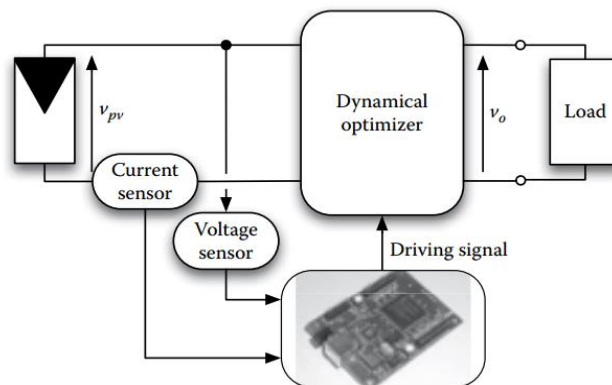 v_pv
Current
sensor
Voltage
sensor
Dynamical
optimizer
v_o
Load
Driving signal